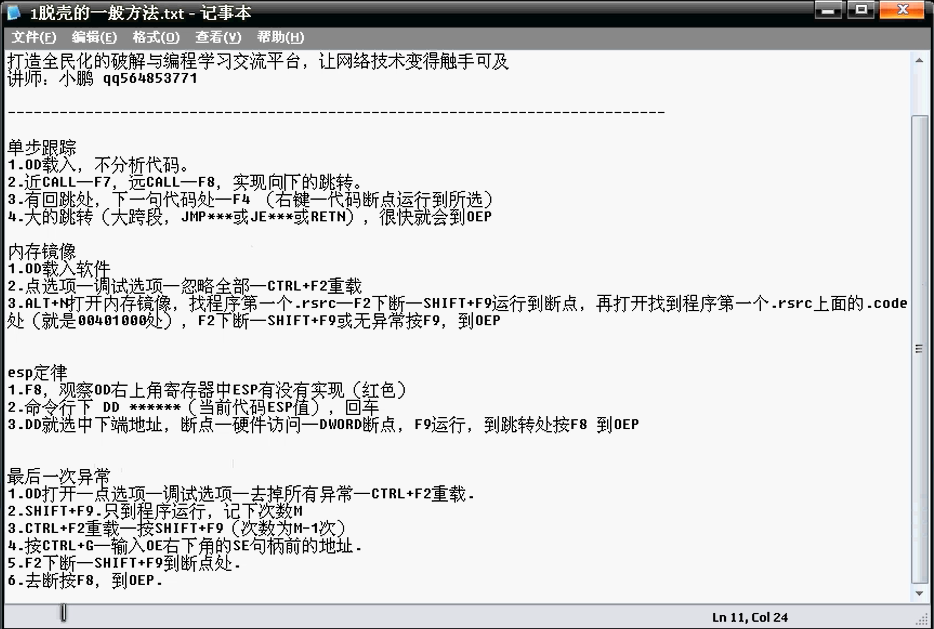 1脱壳的一般方法.txt - 记事本
文件(F) 编辑(E) 格式(O) 查看(V) 帮助(H)
打造全民化的破解与编程学习交流平台，让网络技术变得触手可及
讲师：小鹏 qq564853771
----------------------------------------------------------------------------
单步跟踪
1.OD载入，不分析代码。
2.近CALL—F7，远CALL—F8，实现向下的跳转。
3.有回跳处，下一句代码处—F4 （右键—代码断点运行到所选）
4.大的跳转（大跨段，JMP***或JE***或RETN），很快就会到OEP
内存镜像
1.OD载入软件
2.点选项—调试选项—忽略全部—CTRL+F2重载
3.ALT+N打开内存镜像，找程序第一个.rsrc—F2下断—SHIFT+F9运行到断点，再打开找到程序第一个.rsrc上面的.code
处（就是00401000处），F2下断—SHIFT+F9或无异常按F9，到OEP
esp定律
1.F8，观察OD右上角寄存器中ESP有没有实现（红色）
2.命令行下 DD ******（当前代码ESP值），回车
3.DD就选中下端地址，断点—硬件访问—DWORD断点，F9运行，到跳转处按F8 到OEP
最后一次异常
1.OD打开—点选项—调试选项—去掉所有异常—CTRL+F2重载.
2.SHIFT+F9.只到程序运行，记下次数M
3.CTRL+F2重载—按SHIFT+F9（次数为M-1次）
4.按CTRL+G—输入OE右下角的SE句柄前的地址.
5.F2下断—SHIFT+F9到断点处.
6.去断按F8，到OEP.
Ln 11, Col 24